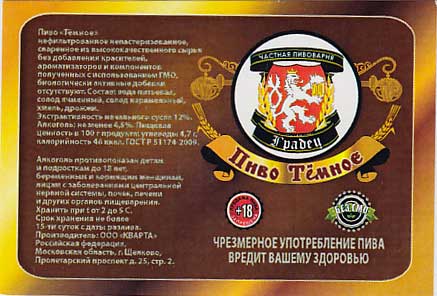 Пиво «Тёмное»
нефильтрованное непастеризованное,
сваренное из высококачественного сырья
без добавления красителей,
ароматизаторов и компонентов
полученных с использованием ГМО,
биологически активные добавки
отсутствуют. Состав: вода питьевая,
солод ячменный, солод карамельный,
хмель, дрожжи.
Экстрактивность начального сусла 12%.
Алкоголь: не менее 4,5%. Пищевая
ценность в 100 г продукта: углеводы 4,7 г,
калорийность 46 ккал. ГОСТ Р 51174-2009.
Алкоголь противопоказан детям
и подросткам до 18 лет,
беременным и кормящим женщинам,
лицам с заболеваниями центральной
нервной системы, почек, печени
и других органов пищеварения.
Хранить при t от 2 до 5 С.
Срок хранения не более
15-ти суток с даты розлива.
Производитель: ООО «КВАРТА»
Российская федерация,
Московская область, г. Щелково,
Пролетарский проспект д. 25, стр. 2.
ЧАСТНАЯ ПИВОВАРНЯ
Градец
Пиво Тёмное
+18
БЕЗ ГМО
ЧРЕЗМЕРНОЕ УПОТРЕБЛЕНИЕ ПИВА
ВРЕДИТ ВАШЕМУ ЗДОРОВЬЮ